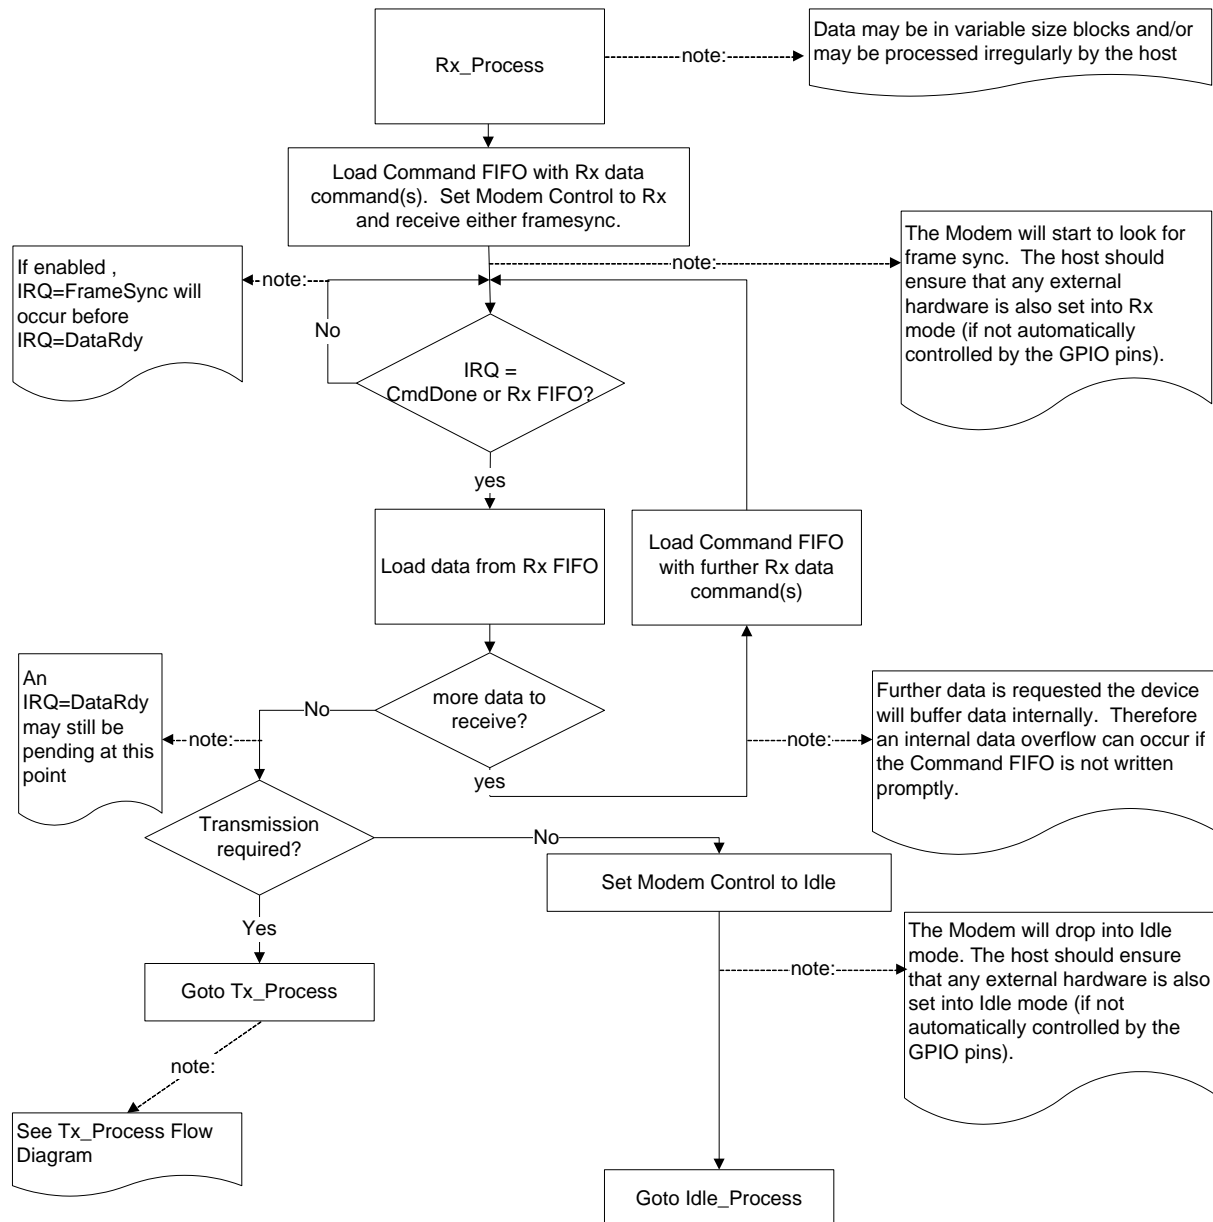 Rx_Process
note:
Data may be in variable size blocks and/or
may be processed irregularly by the host
Load Command FIFO with Rx data
command(s).  Set Modem Control to Rx
and receive either framesync.
If enabled ,
IRQ=FrameSync will
occur before
IRQ=DataRdy
note:
note:
The Modem will start to look for
frame sync.  The host should
ensure that any external
hardware is also set into Rx
mode (if not automatically
controlled by the GPIO pins).
No
IRQ =
CmdDone or Rx FIFO?
yes
Load data from Rx FIFO
Load Command FIFO
with further Rx data
command(s)
An
IRQ=DataRdy
may still be
pending at this
point
note:
No
more data to
receive?
yes
note:
Further data is requested the device
will buffer data internally.  Therefore
an internal data overflow can occur if
the Command FIFO is not written
promptly.
Transmission
required?
No
Set Modem Control to Idle
Yes
note:
The Modem will drop into Idle
mode. The host should ensure
that any external hardware is also
set into Idle mode (if not
automatically controlled by the
GPIO pins).
Goto Tx_Process
note:
See Tx_Process Flow
Diagram
Goto Idle_Process